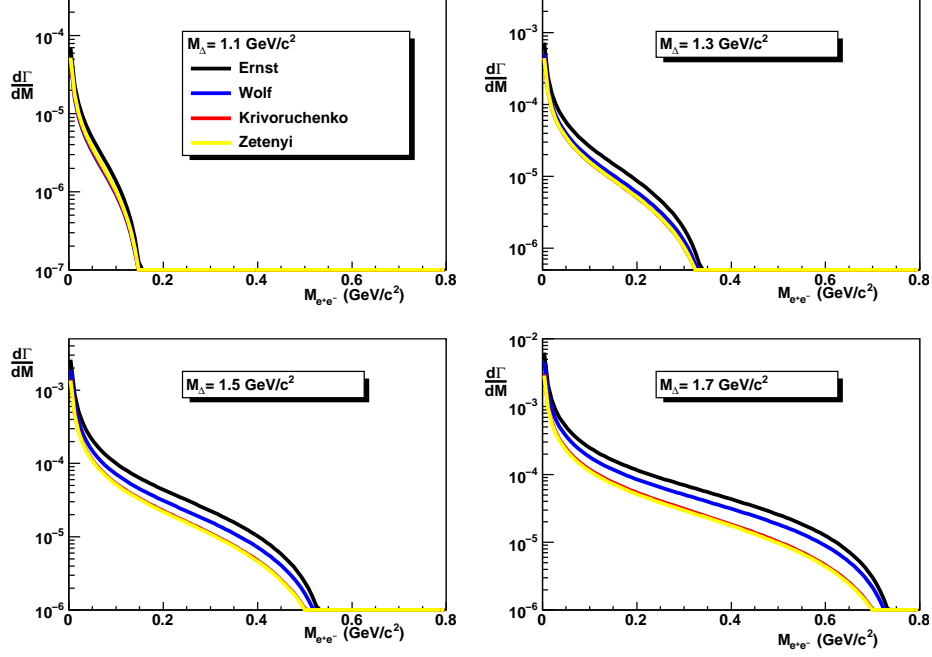 10⁻⁴
10⁻⁵
10⁻⁶
10⁻⁷
dΓ
dM
M_Δ = 1.1 GeV/c²
Ernst
Wolf
Krivoruchenko
Zetenyi
0 0.2 0.4 0.6 0.8
M_e⁺e⁻ (GeV/c²)
10⁻³
10⁻⁴
10⁻⁵
10⁻⁶
dΓ
dM
M_Δ = 1.3 GeV/c²
0 0.2 0.4 0.6 0.8
M_e⁺e⁻ (GeV/c²)
10⁻³
10⁻⁴
10⁻⁵
10⁻⁶
dΓ
dM
M_Δ = 1.5 GeV/c²
0 0.2 0.4 0.6 0.8
M_e⁺e⁻ (GeV/c²)
10⁻²
10⁻³
10⁻⁴
10⁻⁵
10⁻⁶
dΓ
dM
M_Δ = 1.7 GeV/c²
0 0.2 0.4 0.6 0.8
M_e⁺e⁻ (GeV/c²)